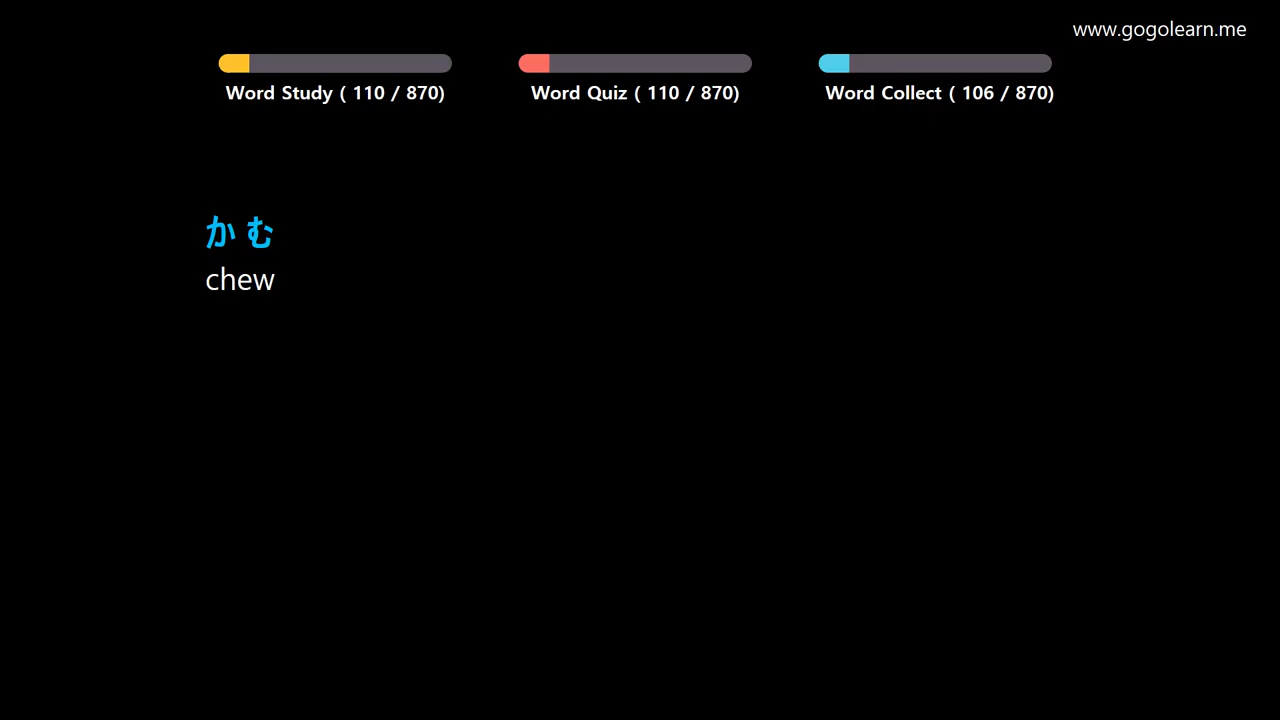 www.gogolearn.me
Word Study ( 110 / 870)
Word Quiz ( 110 / 870)
Word Collect ( 106 / 870)
か む
chew